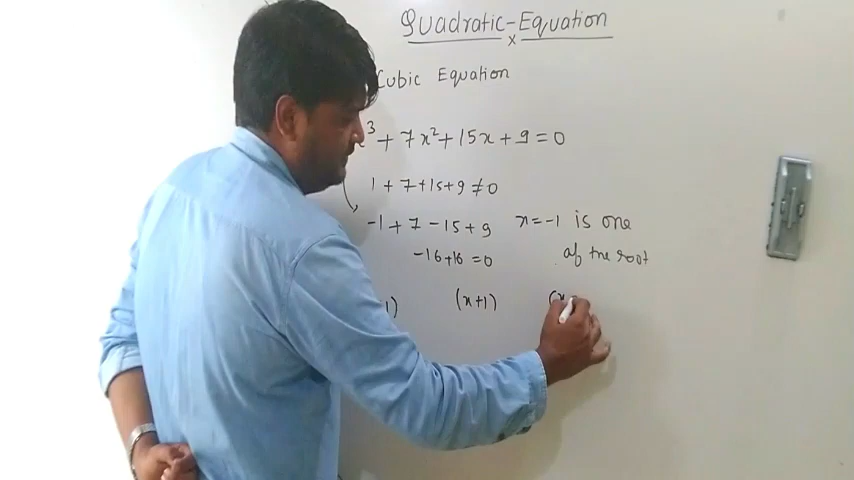 Quadratic-Equation
x
Cubic Equation
x³ + 7x² + 15x + 9 = 0
1 + 7 + 15 + 9 ≠ 0
-1 + 7 - 15 + 9 x = -1 is one
-16 + 16 = 0 of the root
1) (x+1) (x